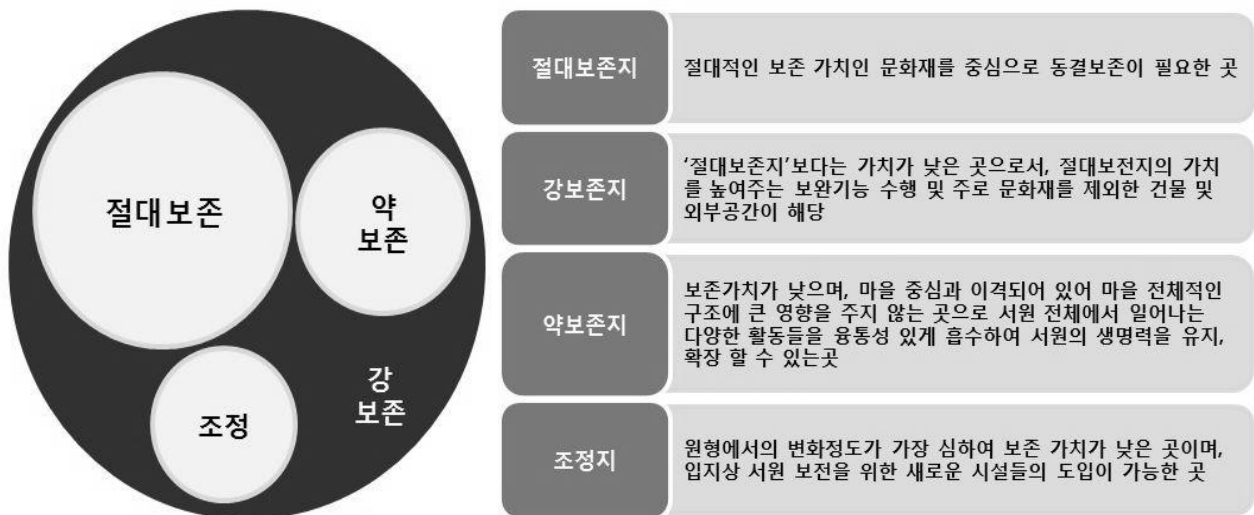 절대보존
약
보존
조정
강
보존
절대보존지
절대적인 보존 가치인 문화재를 중심으로 동결보존이 필요한 곳
강보존지
‘절대보존지’보다는 가치가 낮은 곳으로서, 절대보전지의 가치
를 높여주는 보완기능 수행 및 주로 문화재를 제외한 건물 및
외부공간이 해당
약보존지
보존가치가 낮으며, 마을 중심과 이격되어 있어 마을 전체적인
구조에 큰 영향을 주지 않는 곳으로 서원 전체에서 일어나는
다양한 활동들을 융통성 있게 흡수하여 서원의 생명력을 유지,
확장 할 수 있는곳
조정지
원형에서의 변화정도가 가장 심하여 보존 가치가 낮은 곳이며,
입지상 서원 보전을 위한 새로운 시설들의 도입이 가능한 곳